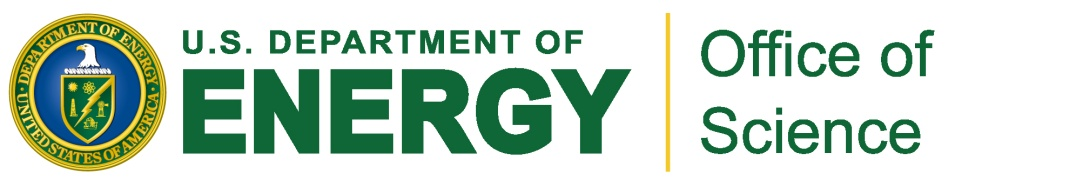 DEPARTMENT OF ENERGY
UNITED STATES OF AMERICA
U.S. DEPARTMENT OF
ENERGY
Office of
Science